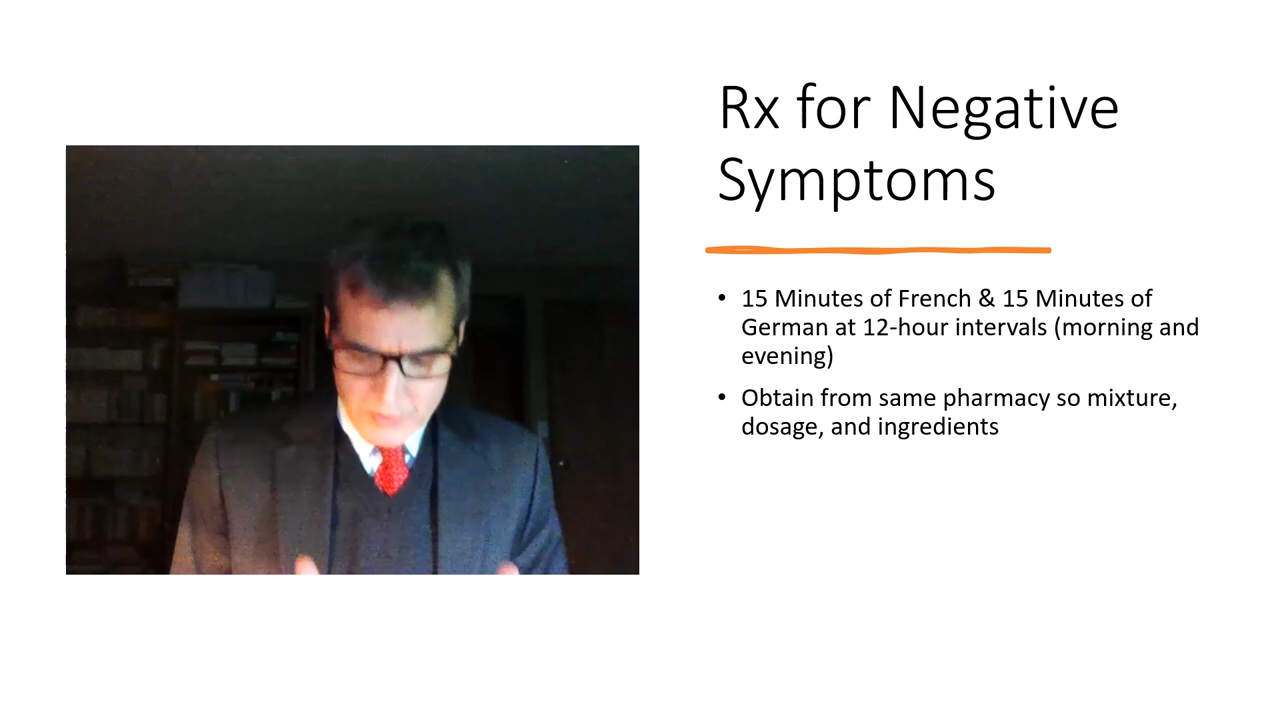 Rx for Negative
Symptoms
• 15 Minutes of French & 15 Minutes of
German at 12-hour intervals (morning and
evening)
• Obtain from same pharmacy so mixture,
dosage, and ingredients